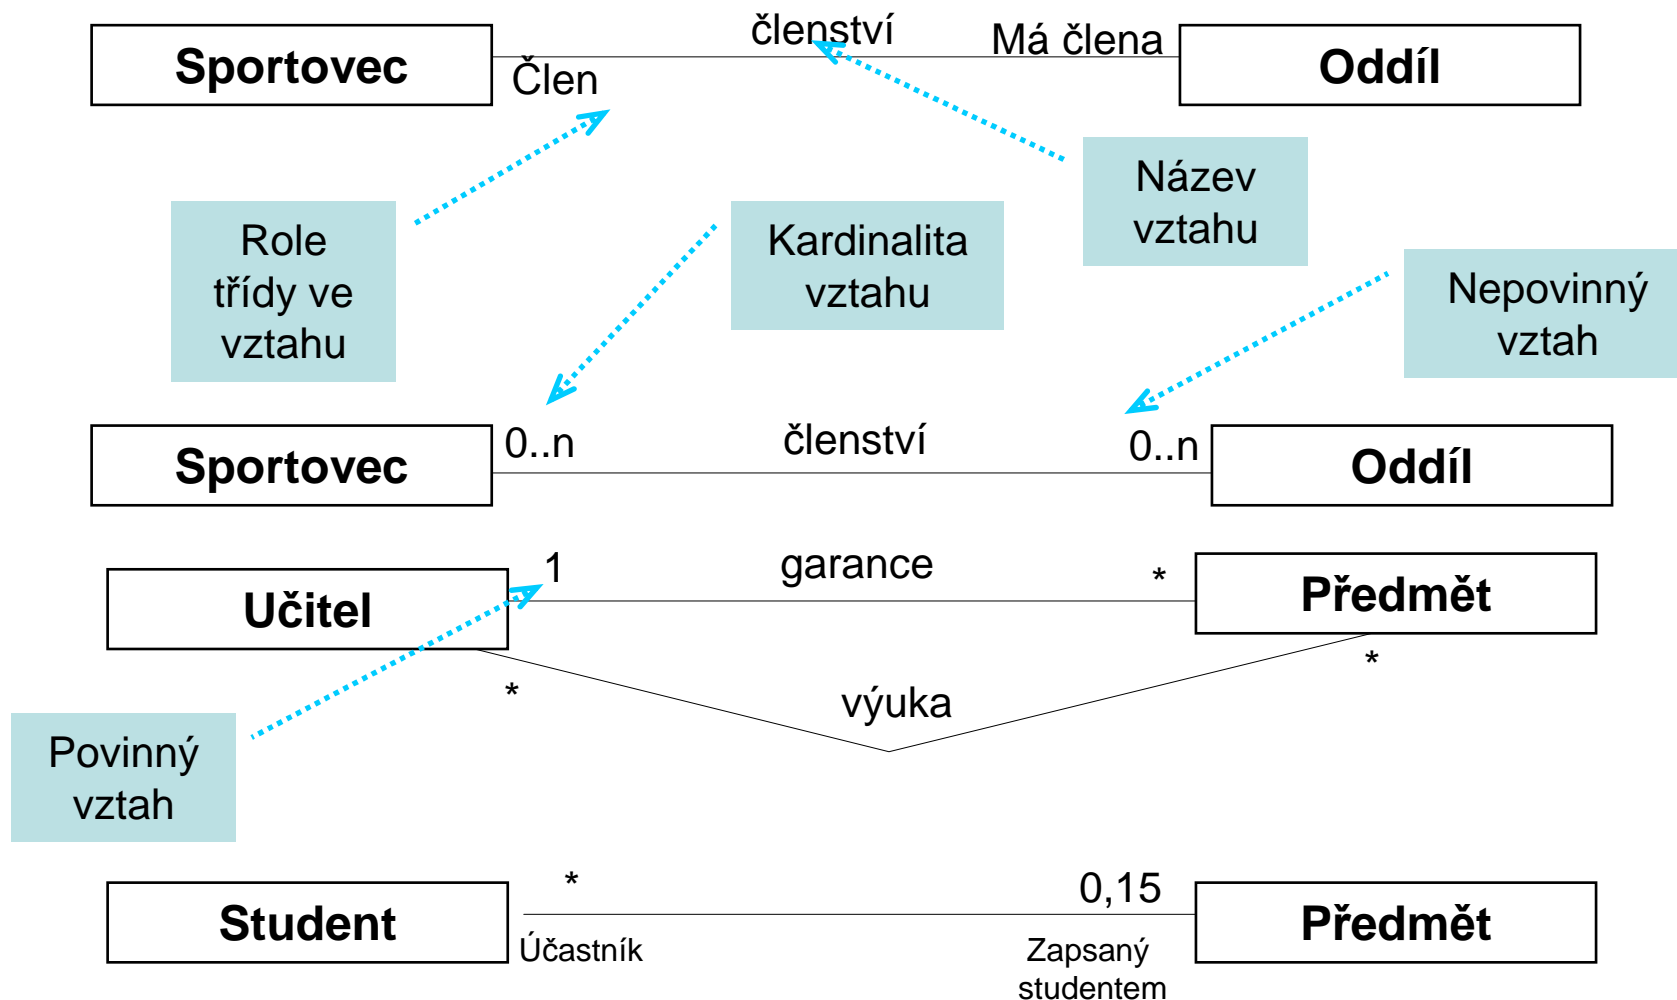 členství
Má člena
Sportovec
Oddíl
Člen
Název
vztahu
Role
třídy ve
vztahu
Kardinalita
vztahu
Nepovinný
vztah
0..n
členství
0..n
Sportovec
Oddíl
1
garance
*
Učitel
Předmět
*
výuka
*
Povinný
vztah
*
0,15
Student
Předmět
Účastník
Zapsaný
studentem